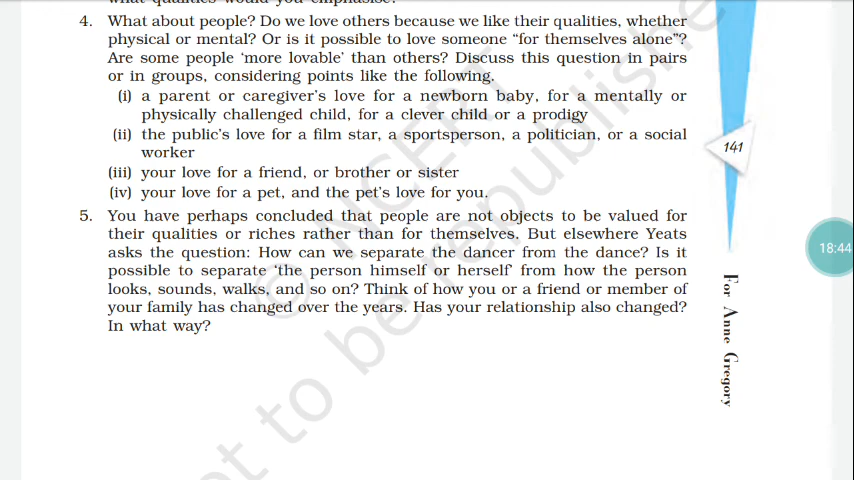 4. What about people? Do we love others because we like their qualities, whether
physical or mental? Or is it possible to love someone “for themselves alone”?
Are some people ‘more lovable’ than others? Discuss this question in pairs
or in groups, considering points like the following.
(i) a parent or caregiver’s love for a newborn baby, for a mentally or
physically challenged child, for a clever child or a prodigy
(ii) the public’s love for a film star, a sportsperson, a politician, or a social
worker
(iii) your love for a friend, or brother or sister
(iv) your love for a pet, and the pet’s love for you.
5. You have perhaps concluded that people are not objects to be valued for
their qualities or riches rather than for themselves. But elsewhere Yeats
asks the question: How can we separate the dancer from the dance? Is it
possible to separate ‘the person himself or herself’ from how the person
looks, sounds, walks, and so on? Think of how you or a friend or member of
your family has changed over the years. Has your relationship also changed?
In what way?
141
18:44
For Anne Gregory
© NCERT
not to be republished